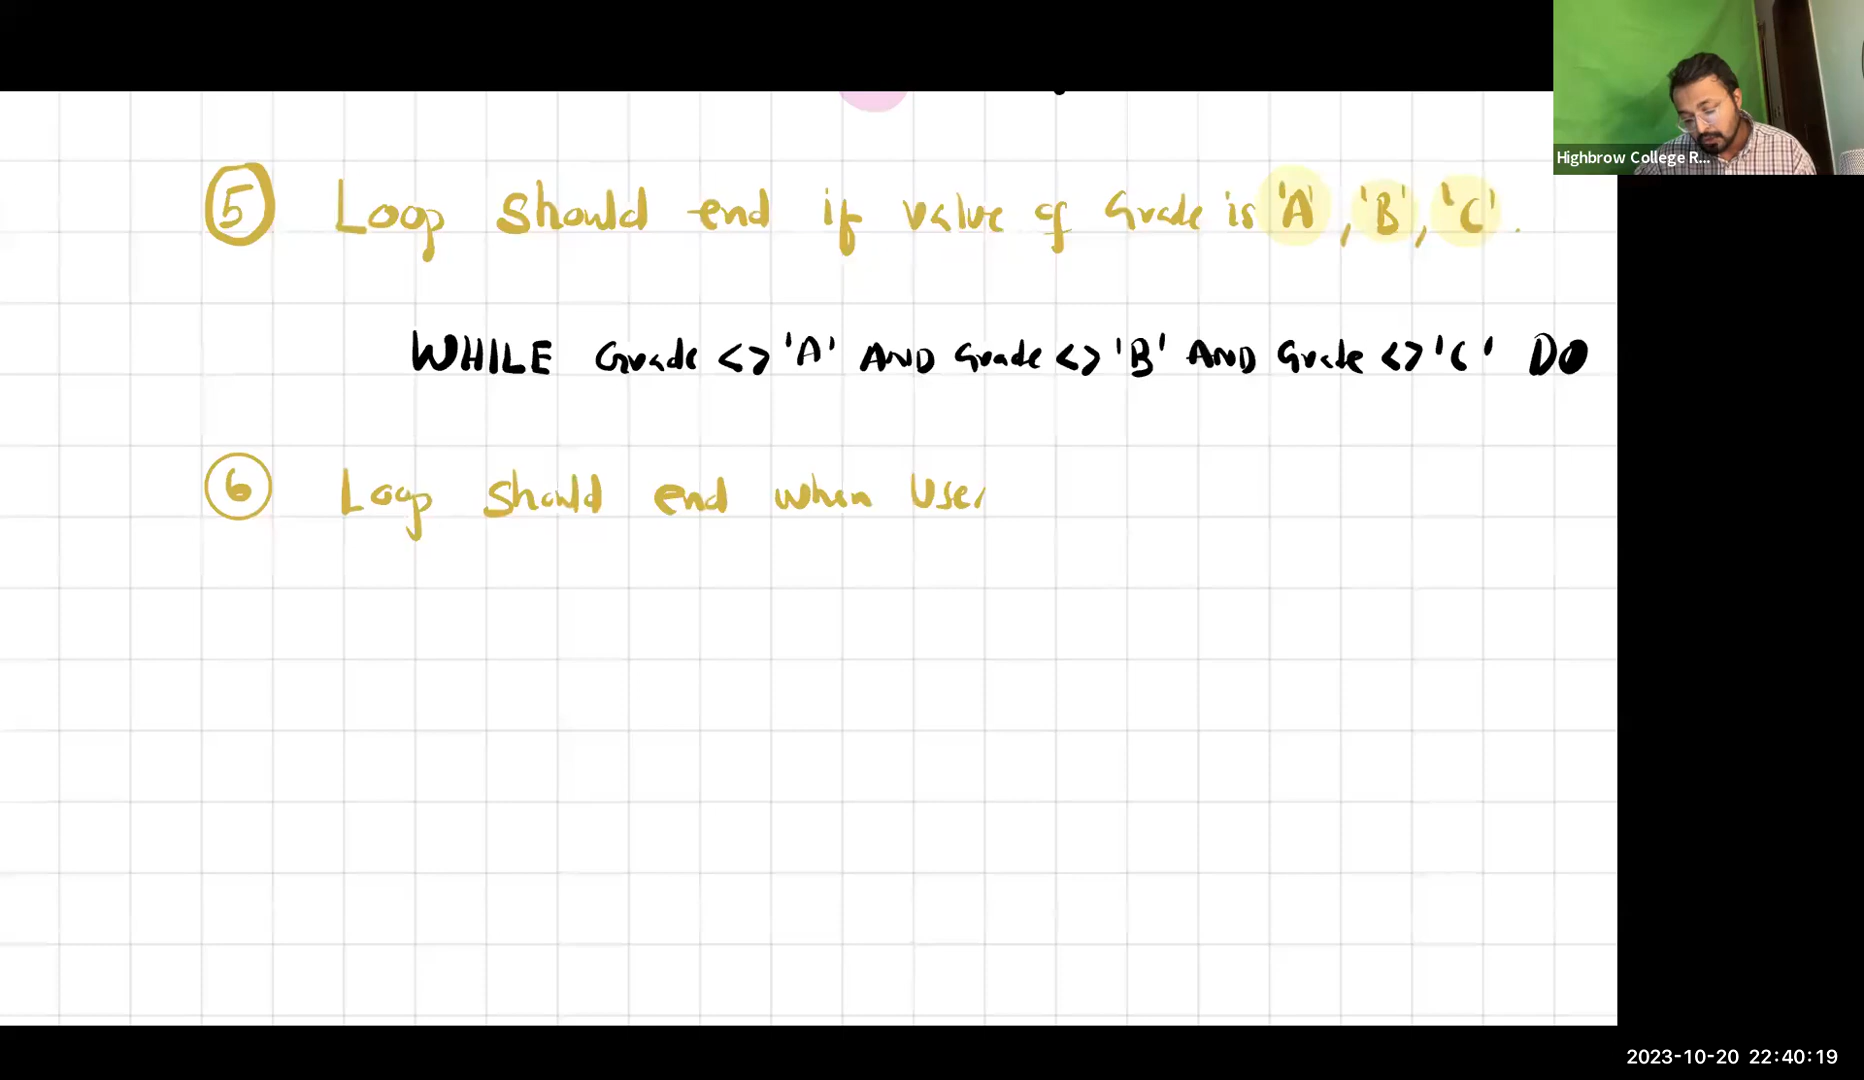 Highbrow College R...
5 Loop should end if value of Grade is 'A', 'B', 'C'.
WHILE Grade <> 'A' AND Grade <> 'B' AND Grade <> 'C' DO
6 Loop should end when User
2023-10-20 22:40:19